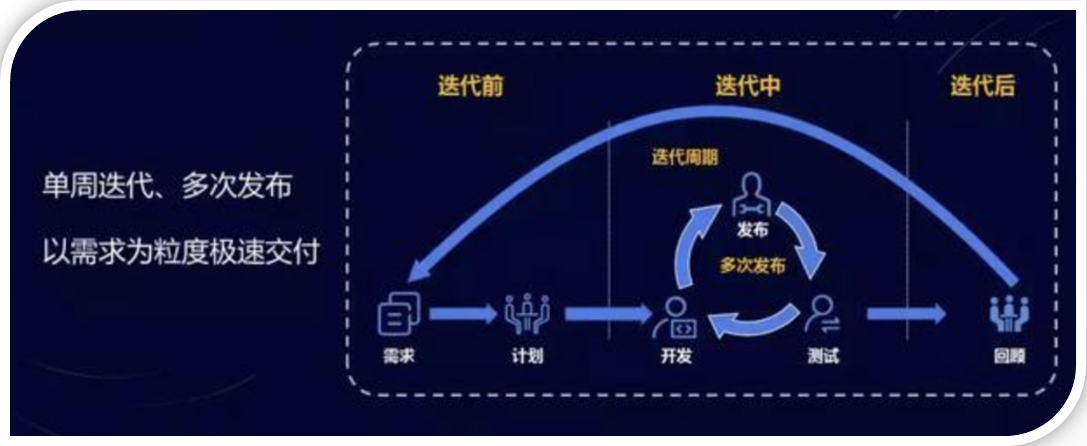 单周迭代、多次发布
以需求为粒度极速交付
迭代前
迭代中
迭代后
迭代周期
发布
多次发布
需求
计划
开发
测试
回顾